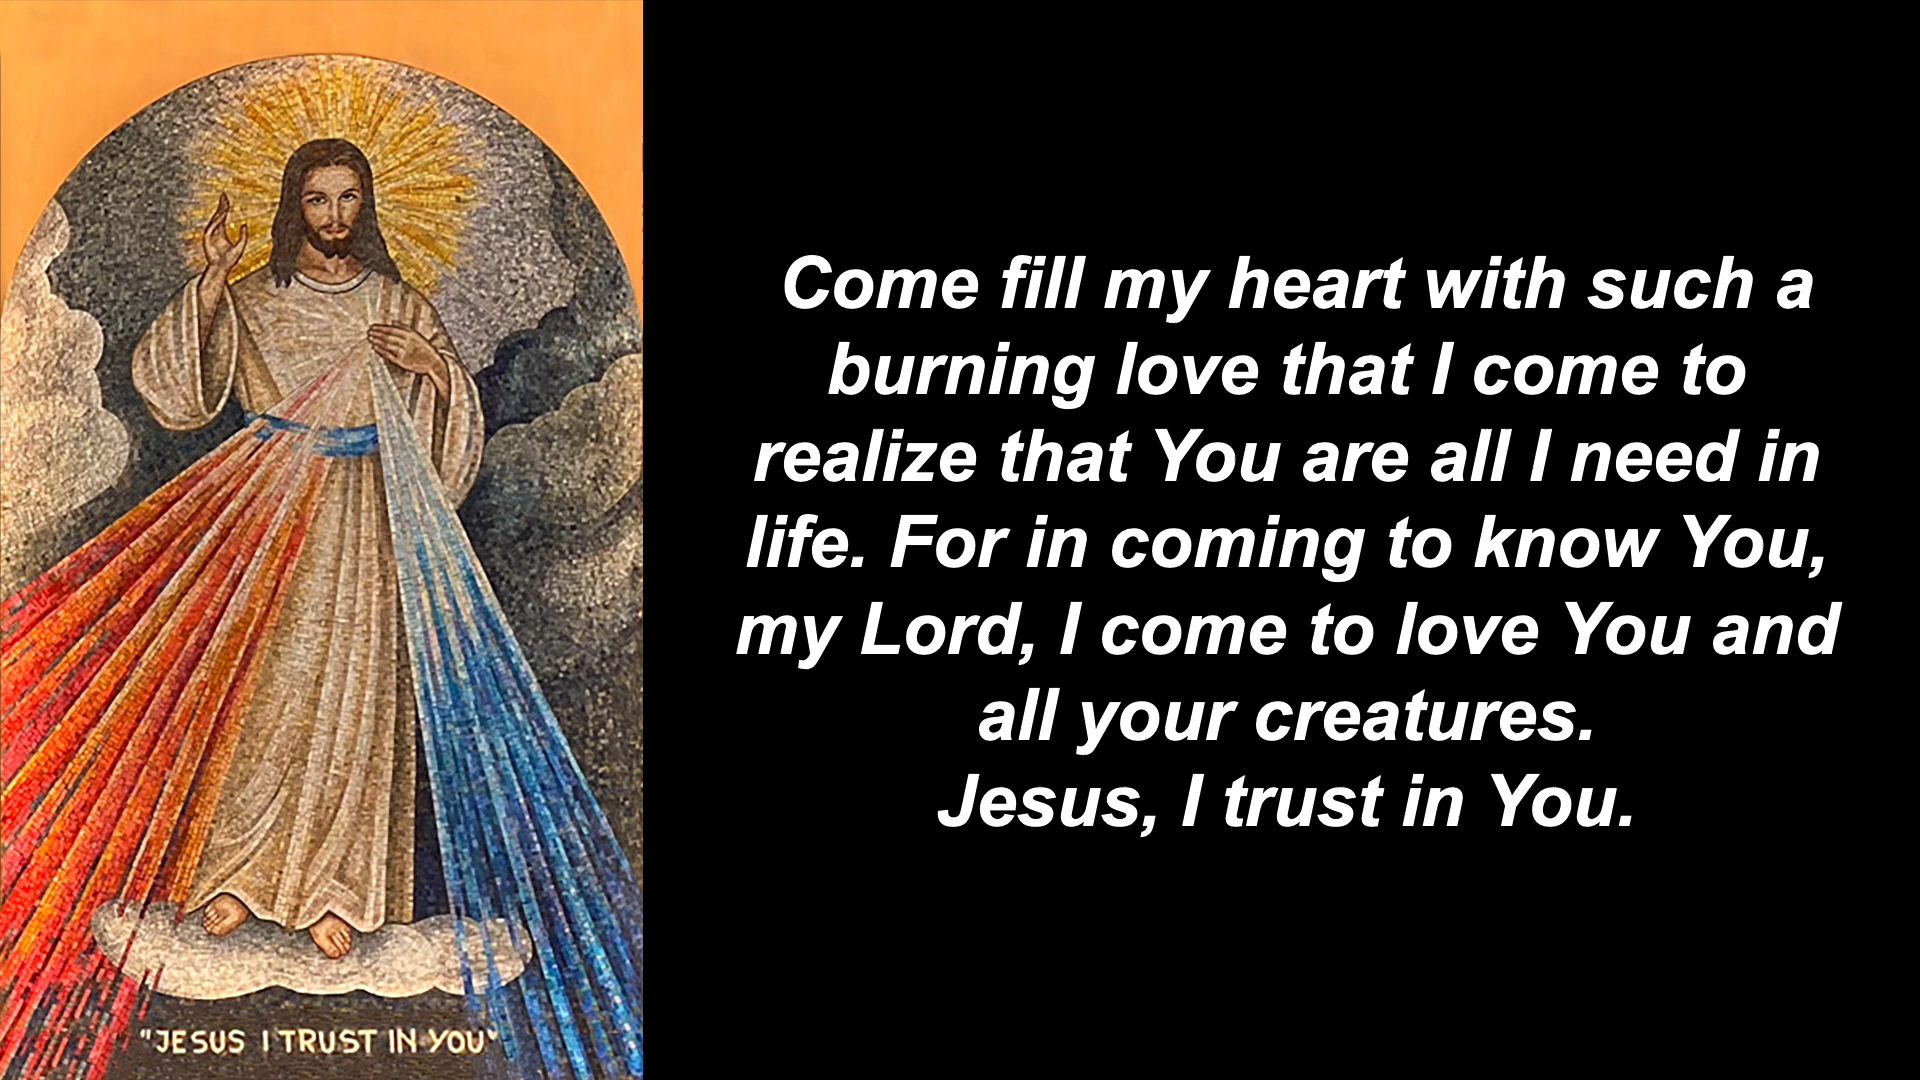 Come fill my heart with such a
burning love that I come to
realize that You are all I need in
life. For in coming to know You,
my Lord, I come to love You and
all your creatures.
Jesus, I trust in You.
"JESUS I TRUST IN YOU"